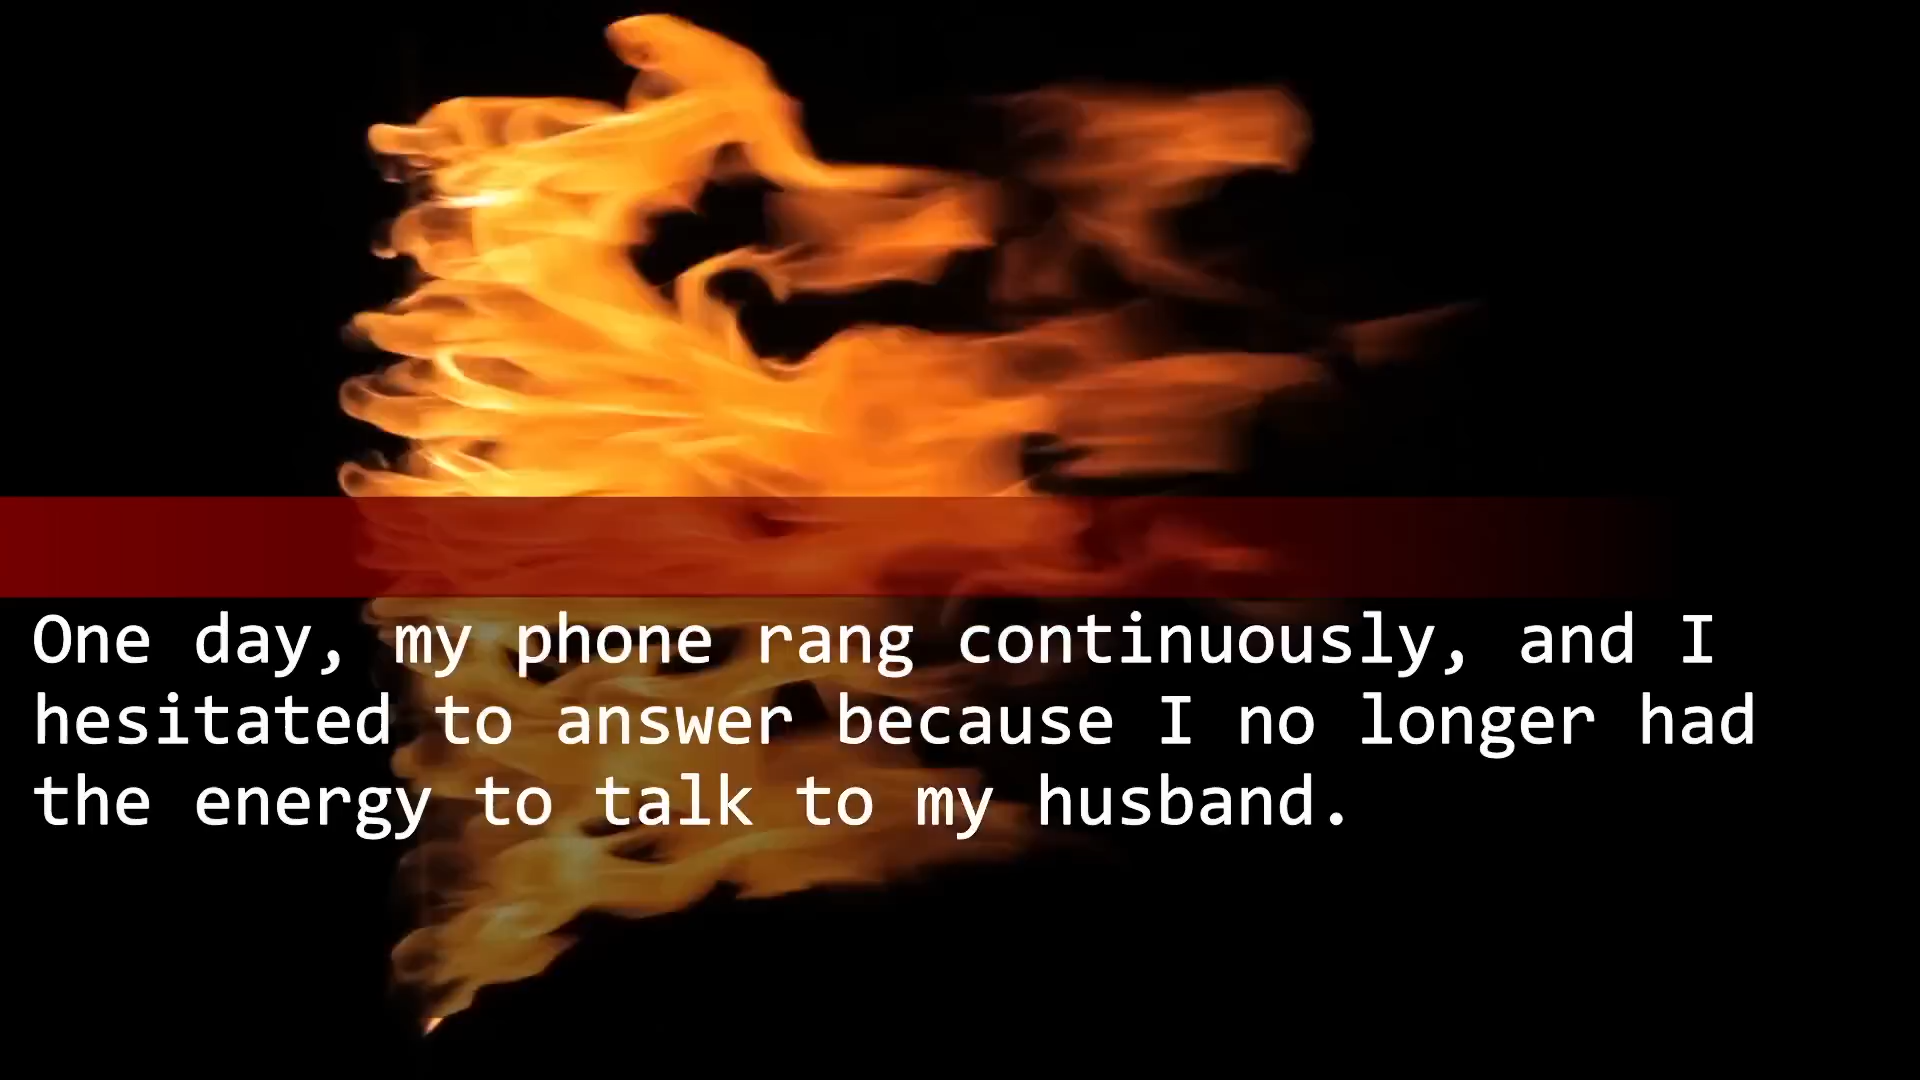 One day, my phone rang continuously, and I
hesitated to answer because I no longer had
the energy to talk to my husband.